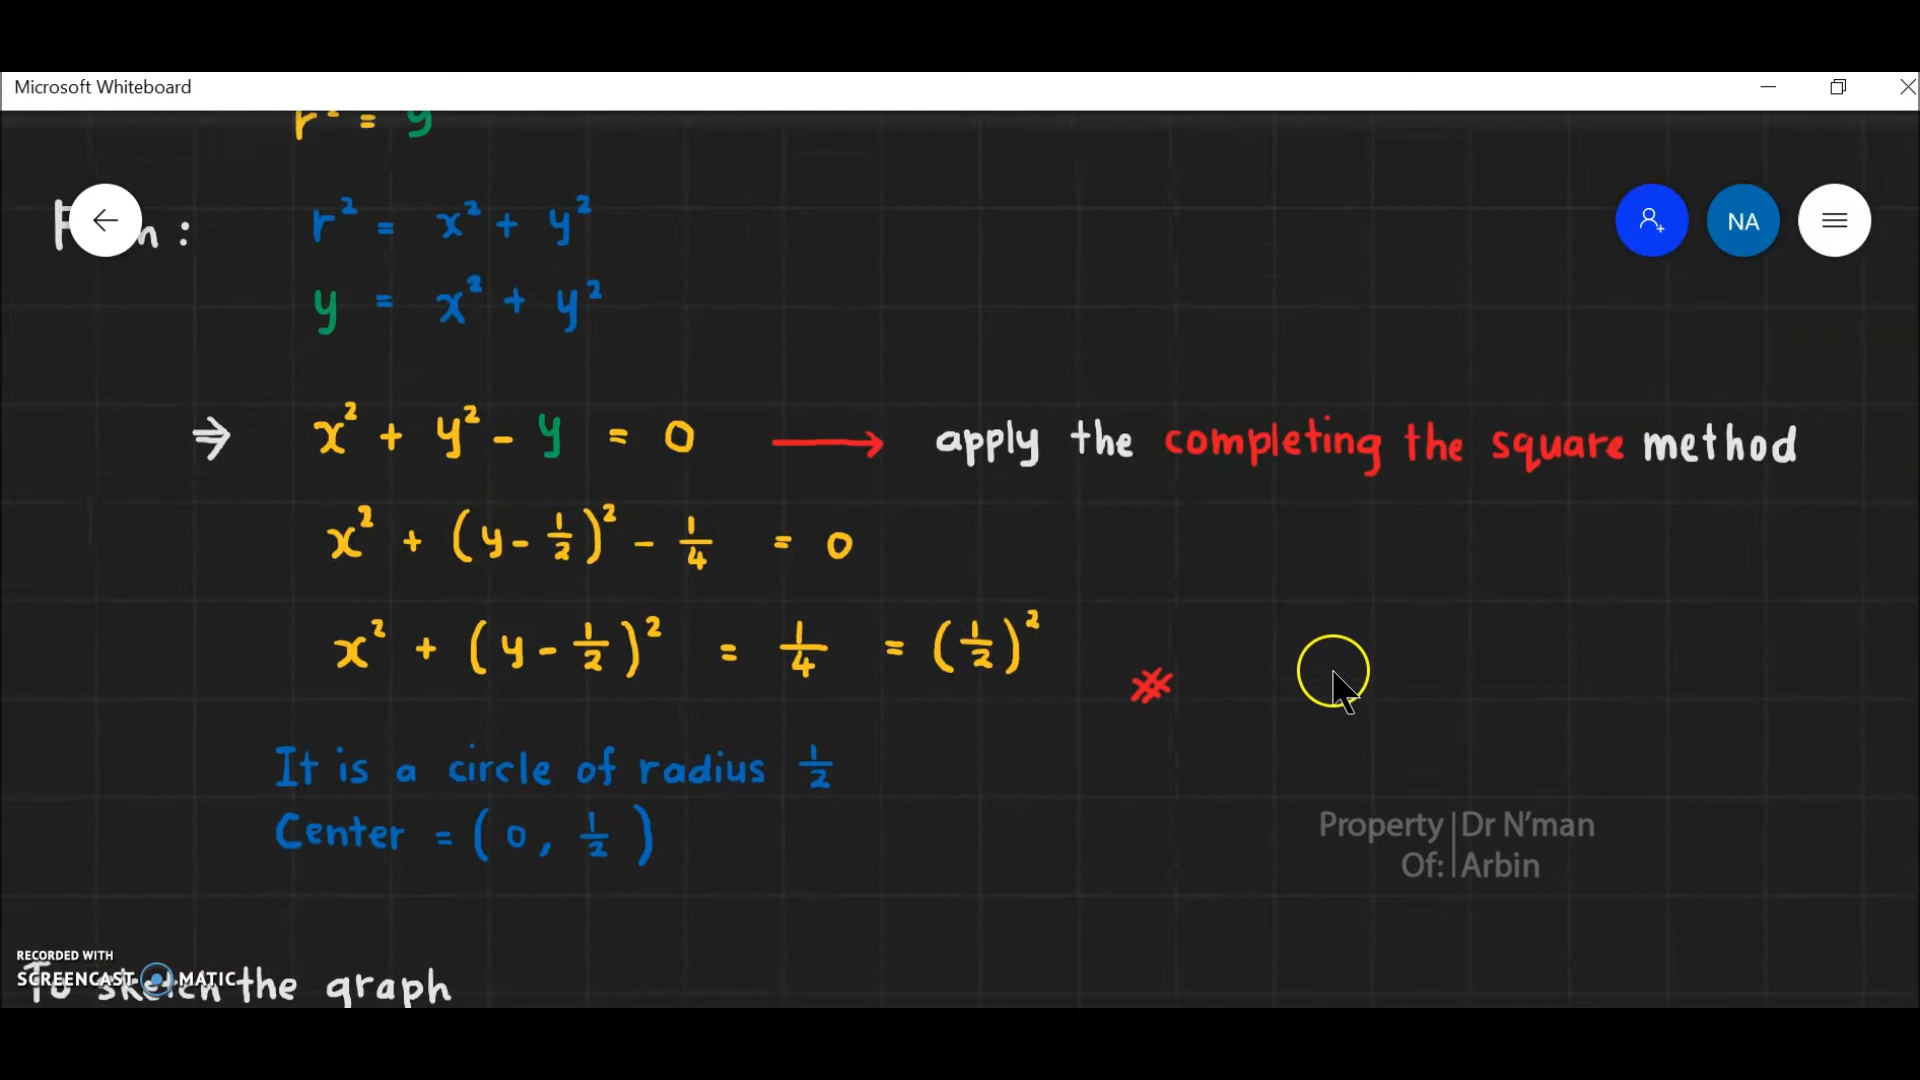 Microsoft Whiteboard
r² = y
r² = x² + y²
NA
y = x² + y²
⇒ x² + y² - y = 0 → apply the completing the square method
x² + (y - 1/2)² - 1/4 = 0
x² + (y - 1/2)² = 1/4 = (1/2)²
It is a circle of radius 1/2
Center = (0, 1/2)
Property Of: Dr N'man Arbin
RECORDED WITH
SCREENCAST MATIC
To sketch the graph